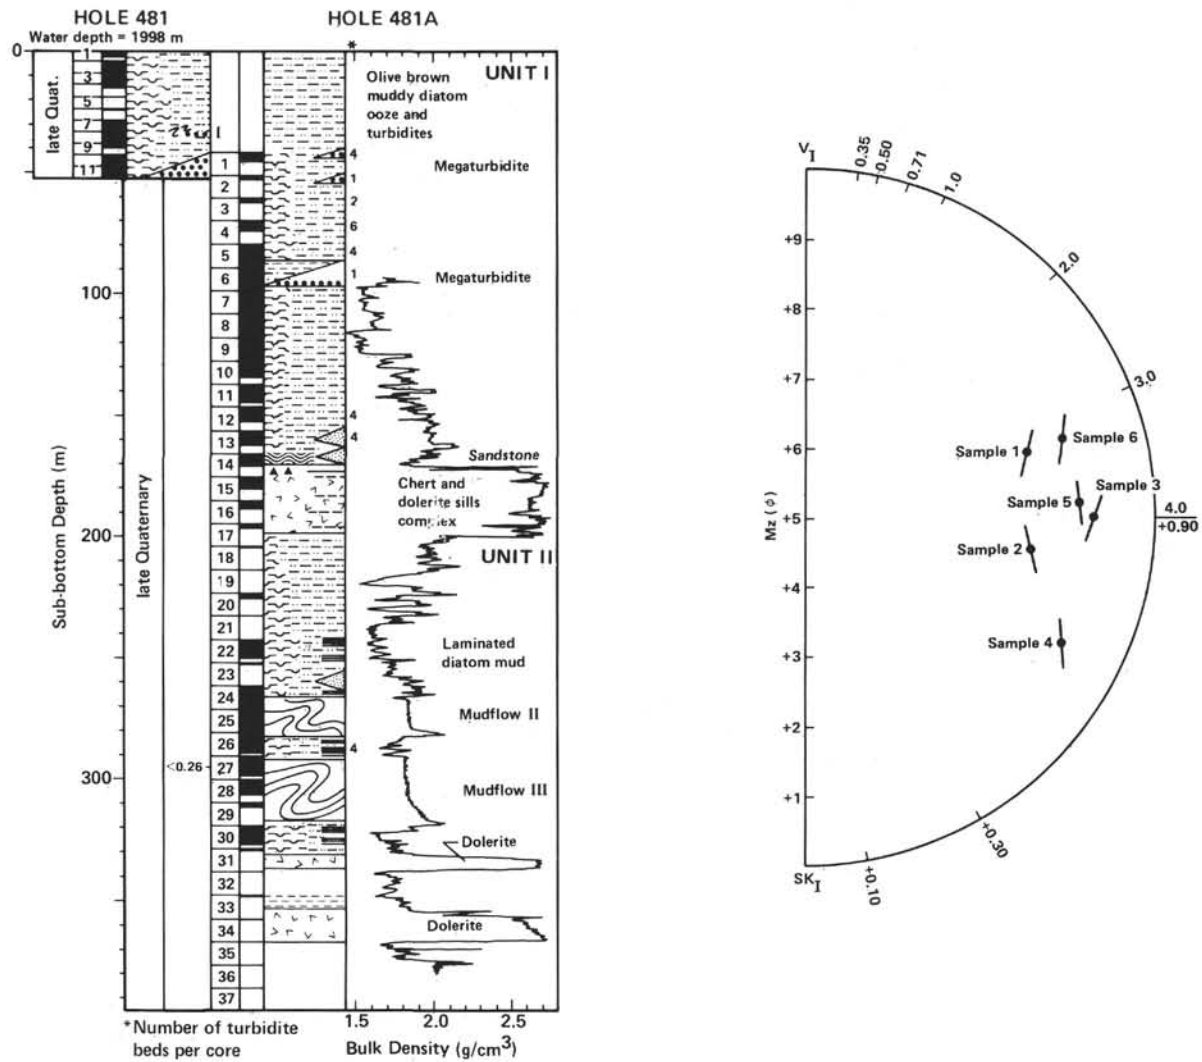 HOLE 481
HOLE 481A
Water depth = 1998 m
*
0
100
200
300
Sub-bottom Depth (m)
late Quat.
1
3
5
7
9
11
late Quaternary
<0.26
1
2
3
4
5
6
7
8
9
10
11
12
13
14
15
16
17
18
19
20
21
22
23
24
25
26
27
28
29
30
31
32
33
34
35
36
37
4
1
2
6
4
1
4
4
4
UNIT I
Olive brown
muddy diatom
ooze and
turbidites
Megaturbidite
Megaturbidite
Sandstone
Chert and
dolerite sills
complex
UNIT II
Laminated
diatom mud
Mudflow II
Mudflow III
Dolerite
Dolerite
1.5
2.0
2.5
Bulk Density (g/cm3)
*Number of turbidite
beds per core
VI
0.35
0.50
0.71
1.0
2.0
3.0
4.0
+0.90
+0.30
+0.10
SKI
Mz (ϕ)
+9
+8
+7
+6
+5
+4
+3
+2
+1
Sample 1
Sample 6
Sample 3
Sample 5
Sample 2
Sample 4